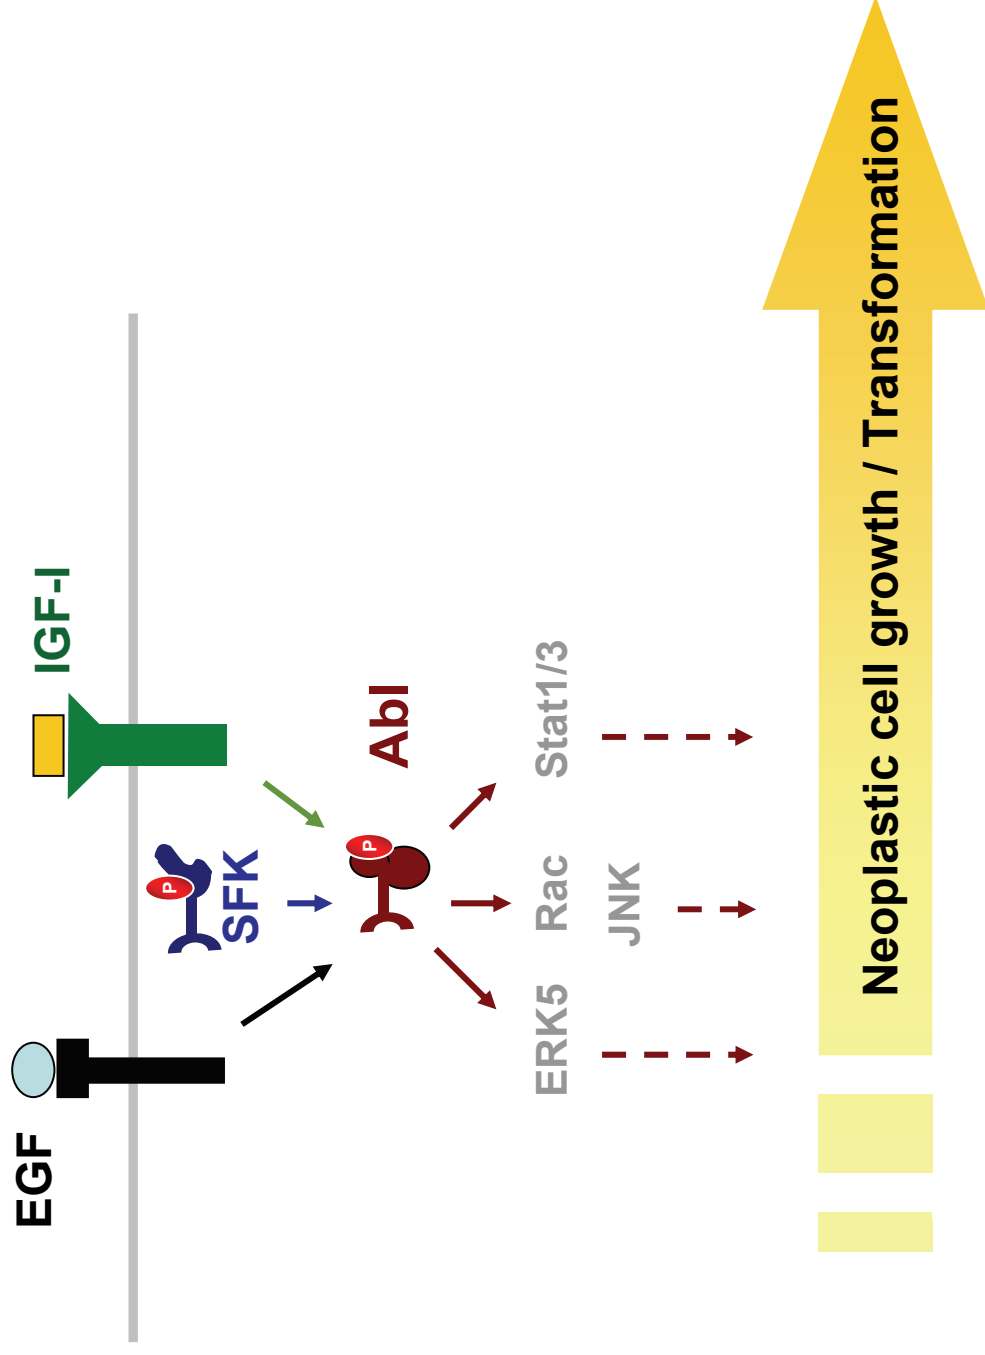 EGF
IGF-I
P
SFK
P
Abl
ERK5
Rac
Stat1/3
JNK
Neoplastic cell growth / Transformation